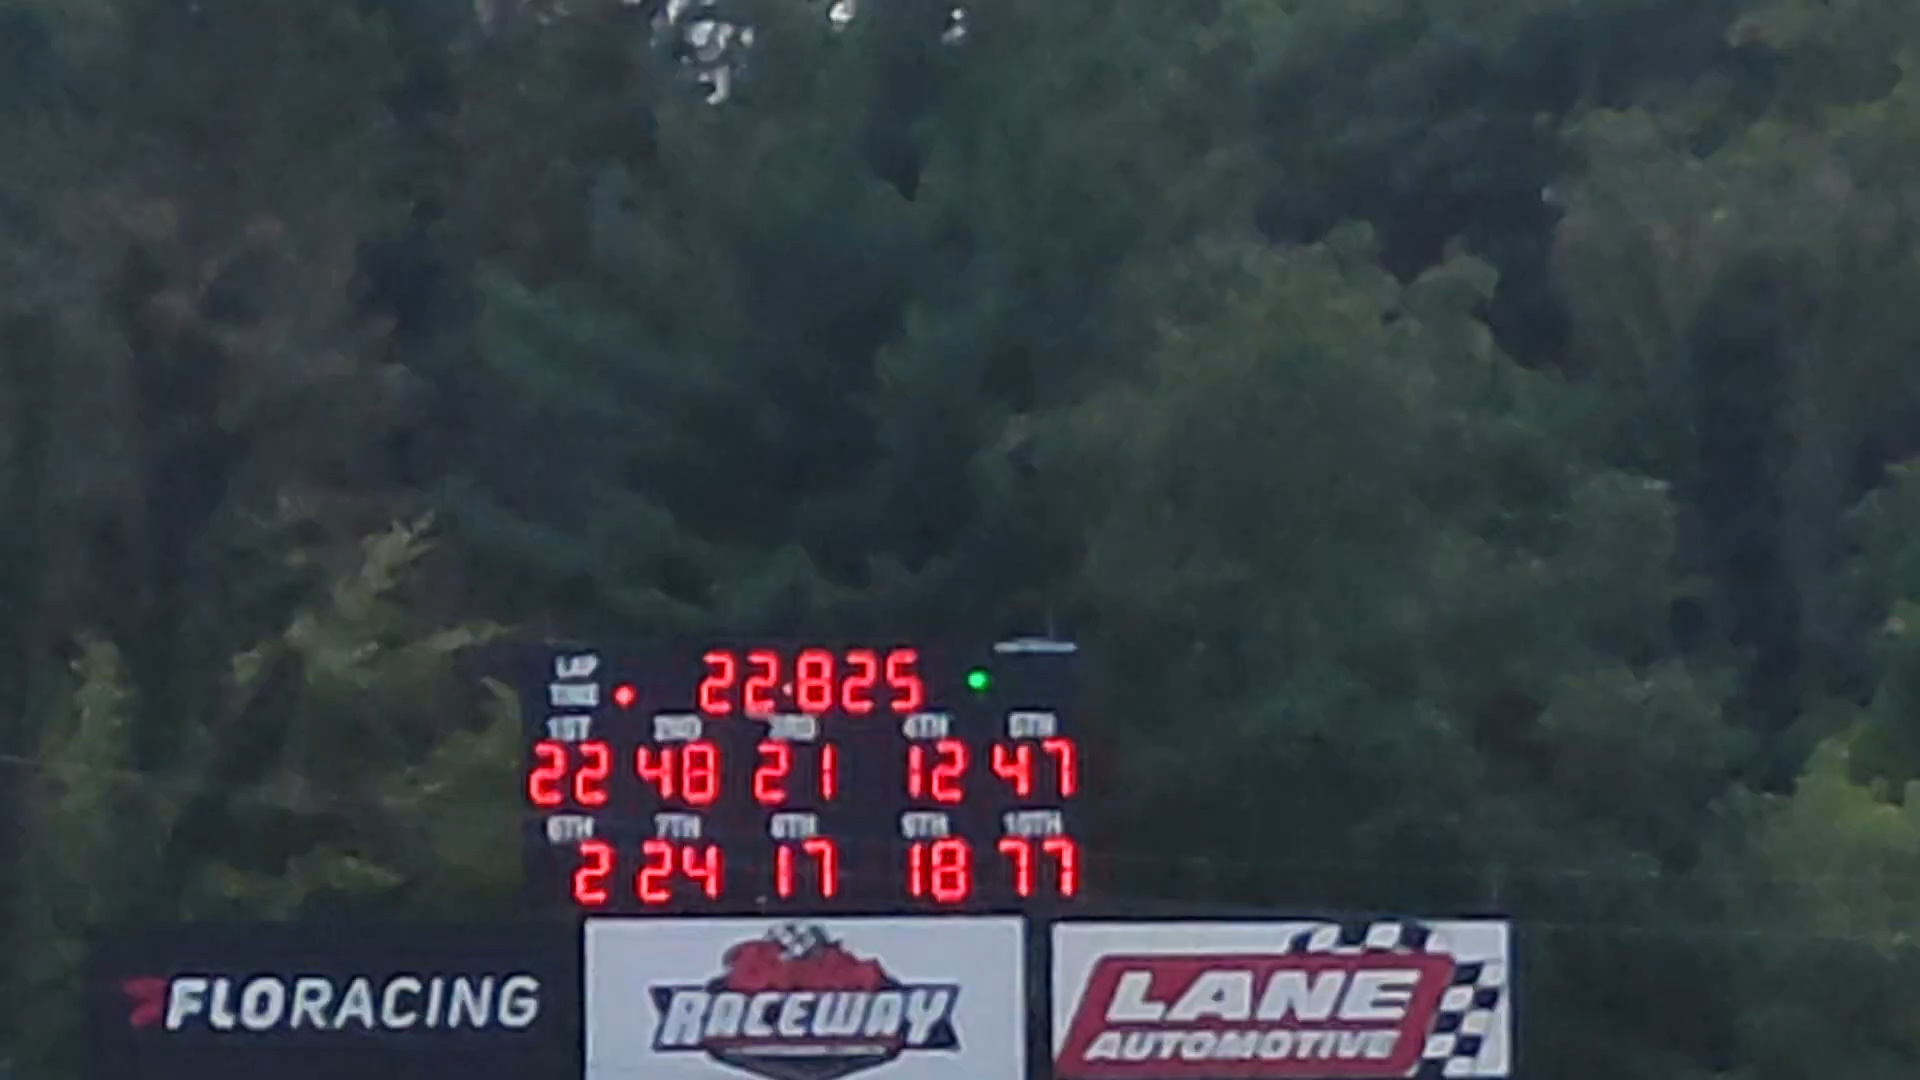 LAP
TIME 22.825
1ST 2ND 3RD 4TH 5TH
22 48 21 12 47
6TH 7TH 8TH 9TH 10TH
2 24 17 18 77
FLORACING
RACEWAY
LANE
AUTOMOTIVE